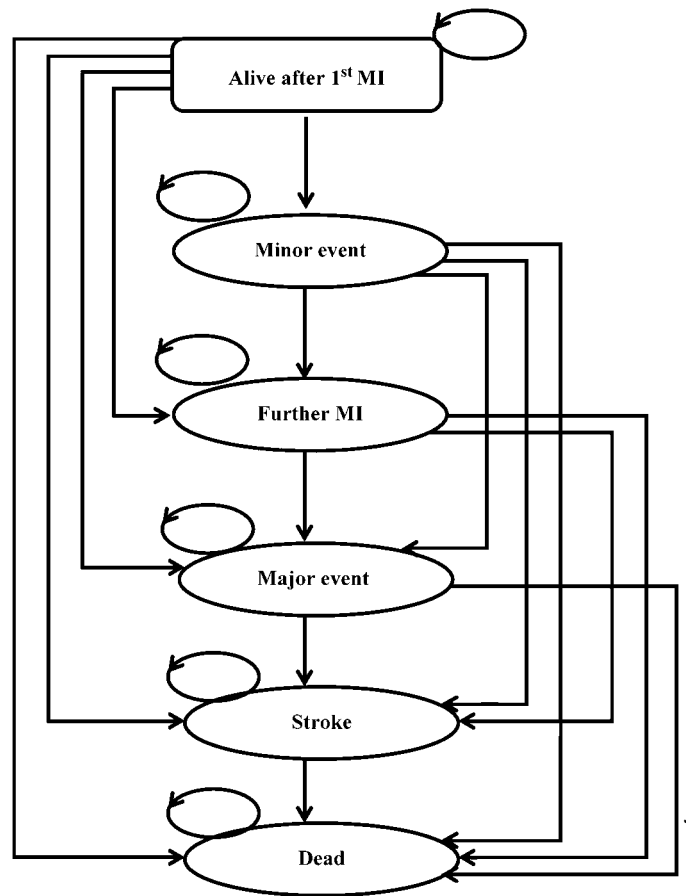 Alive after 1st MI
Minor event
Further MI
Major event
Stroke
Dead